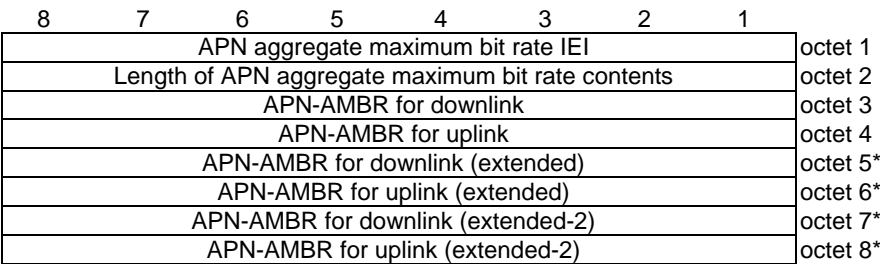 8 7 6 5 4 3 2 1
APN aggregate maximum bit rate IEI octet 1
Length of APN aggregate maximum bit rate contents octet 2
APN-AMBR for downlink octet 3
APN-AMBR for uplink octet 4
APN-AMBR for downlink (extended) octet 5*
APN-AMBR for uplink (extended) octet 6*
APN-AMBR for downlink (extended-2) octet 7*
APN-AMBR for uplink (extended-2) octet 8*